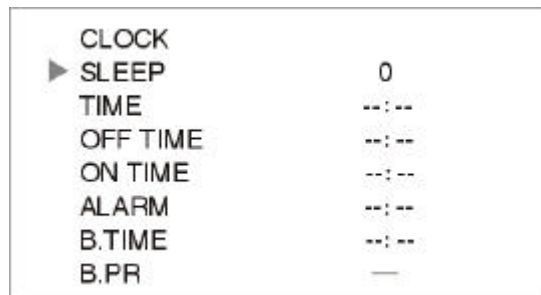 CLOCK
▶ SLEEP 0
TIME --:--
OFF TIME --:--
ON TIME --:--
ALARM --:--
B.TIME --:--
B.PR —